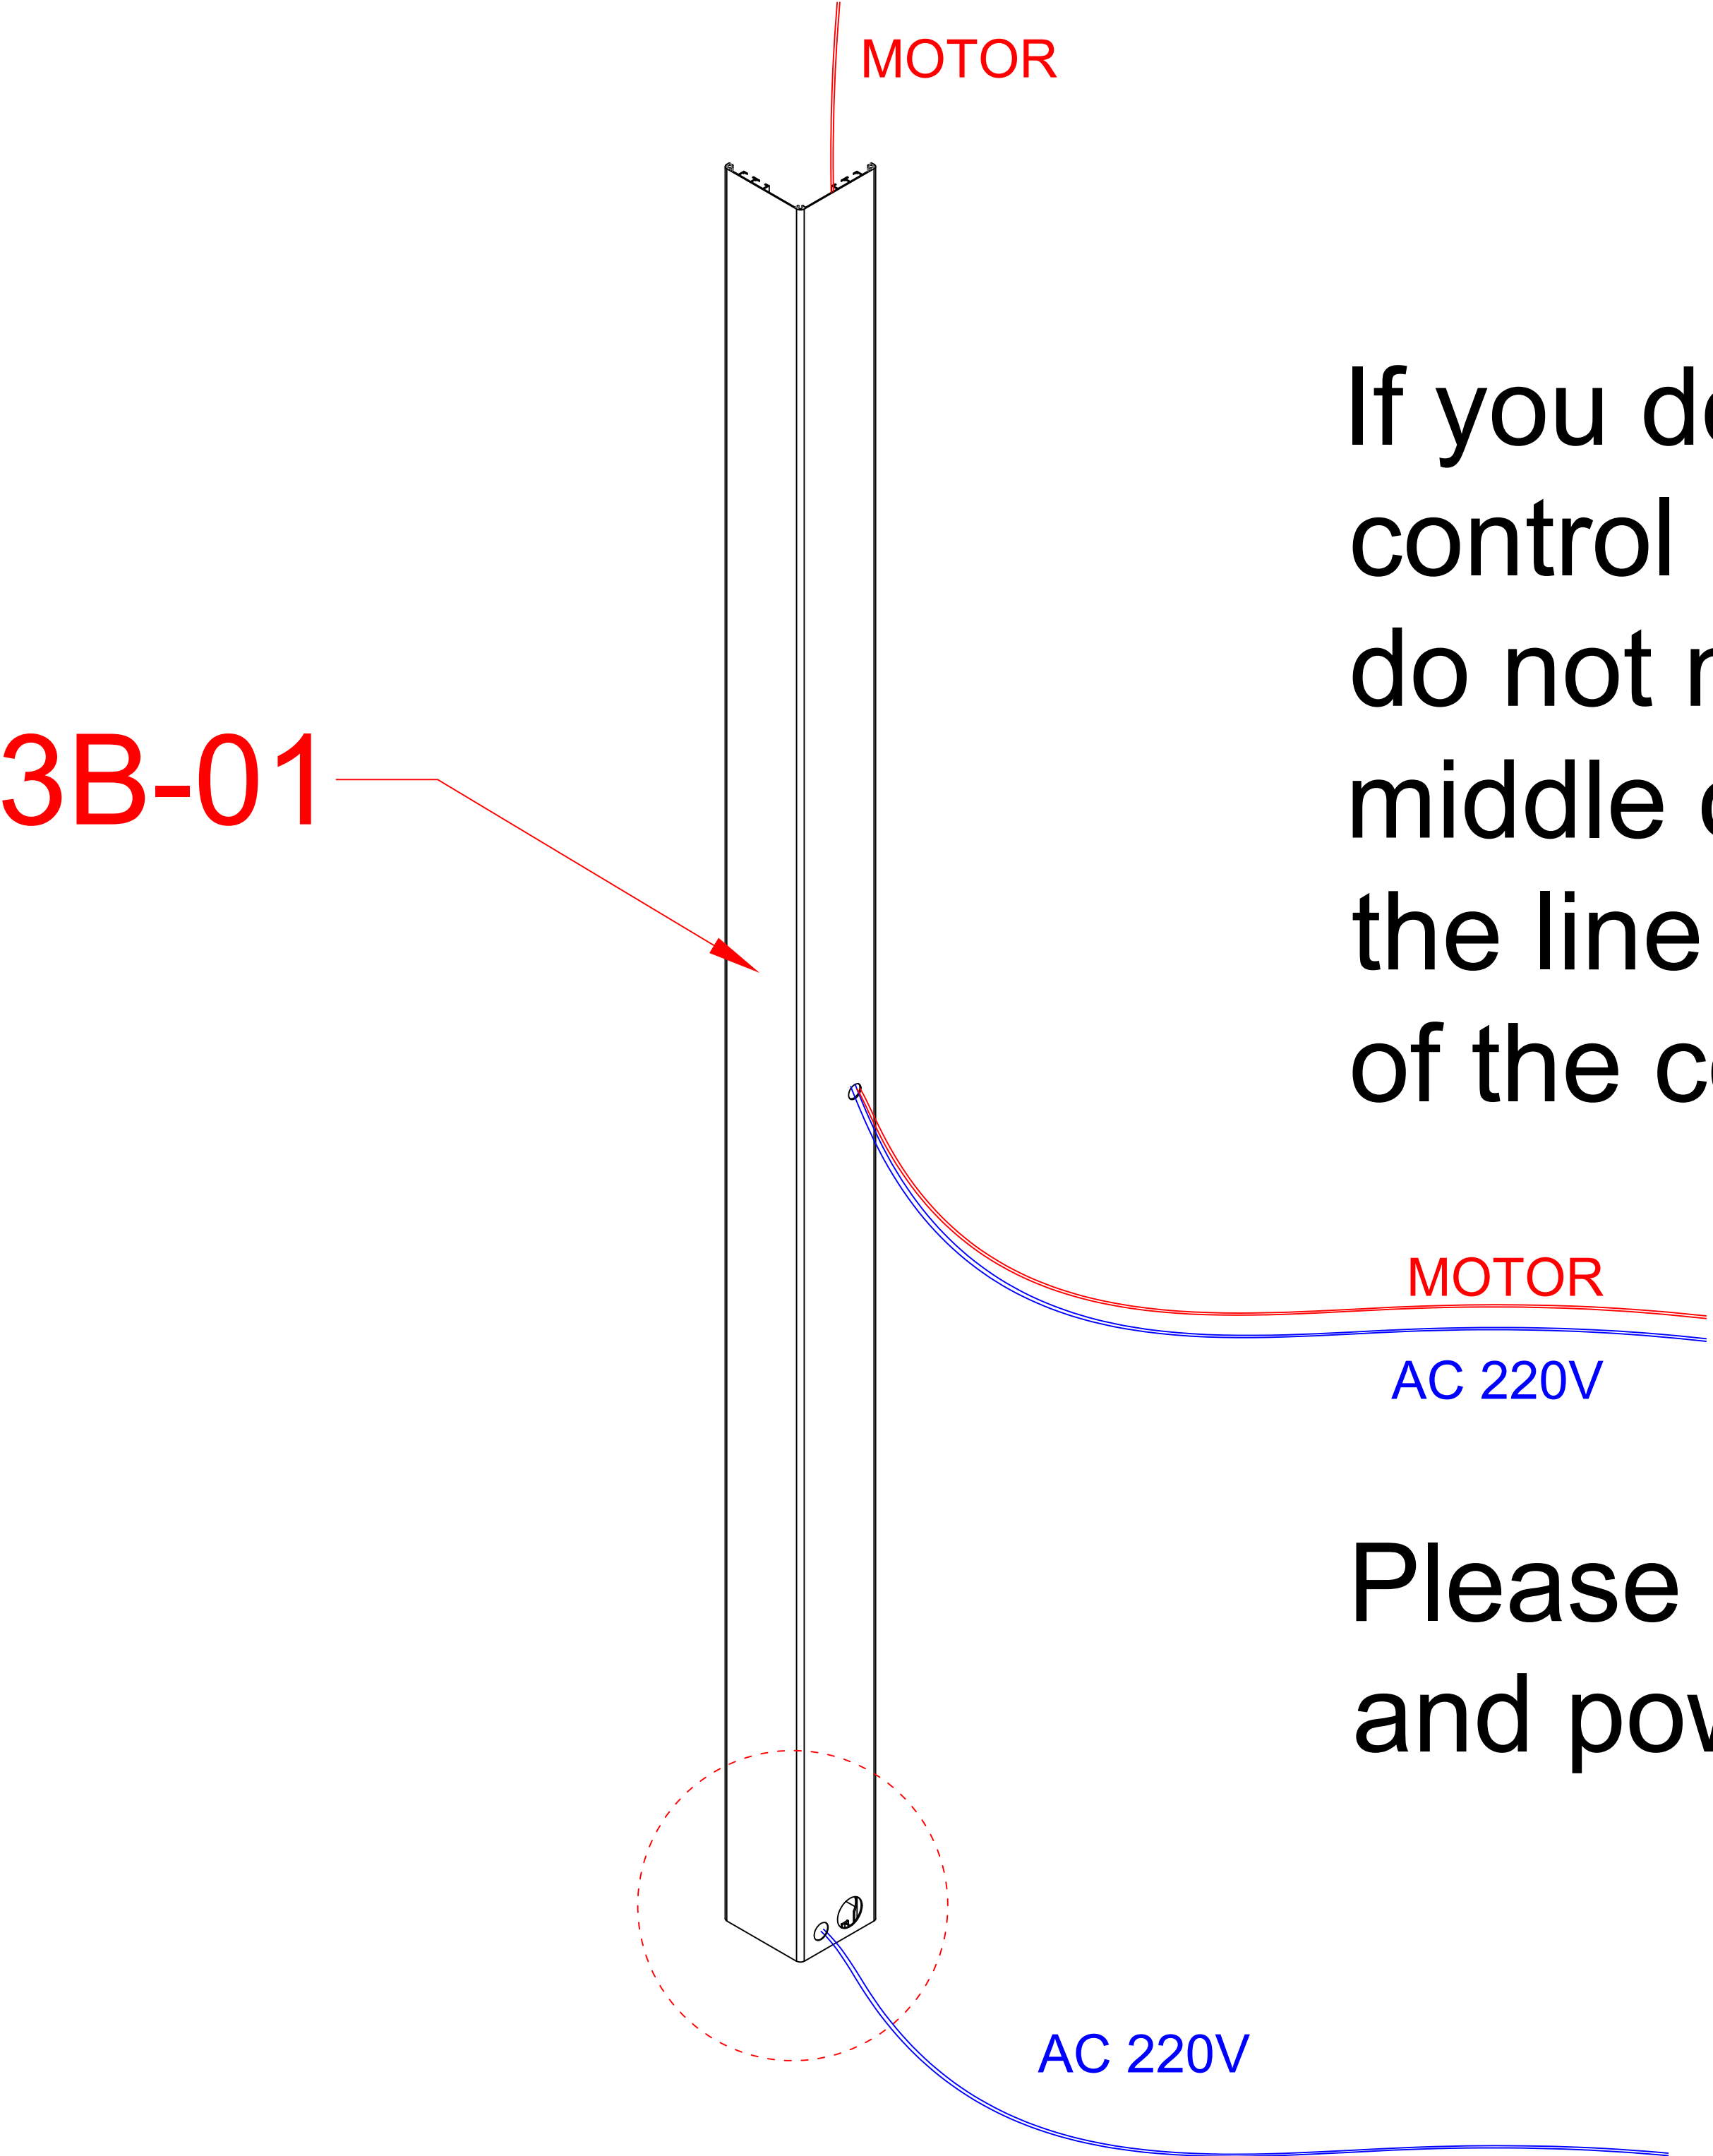 MOTOR
If you
control
do not
3B-01
middle
the line
of the
MOTOR
AC 220V
Please
and
AC 220V